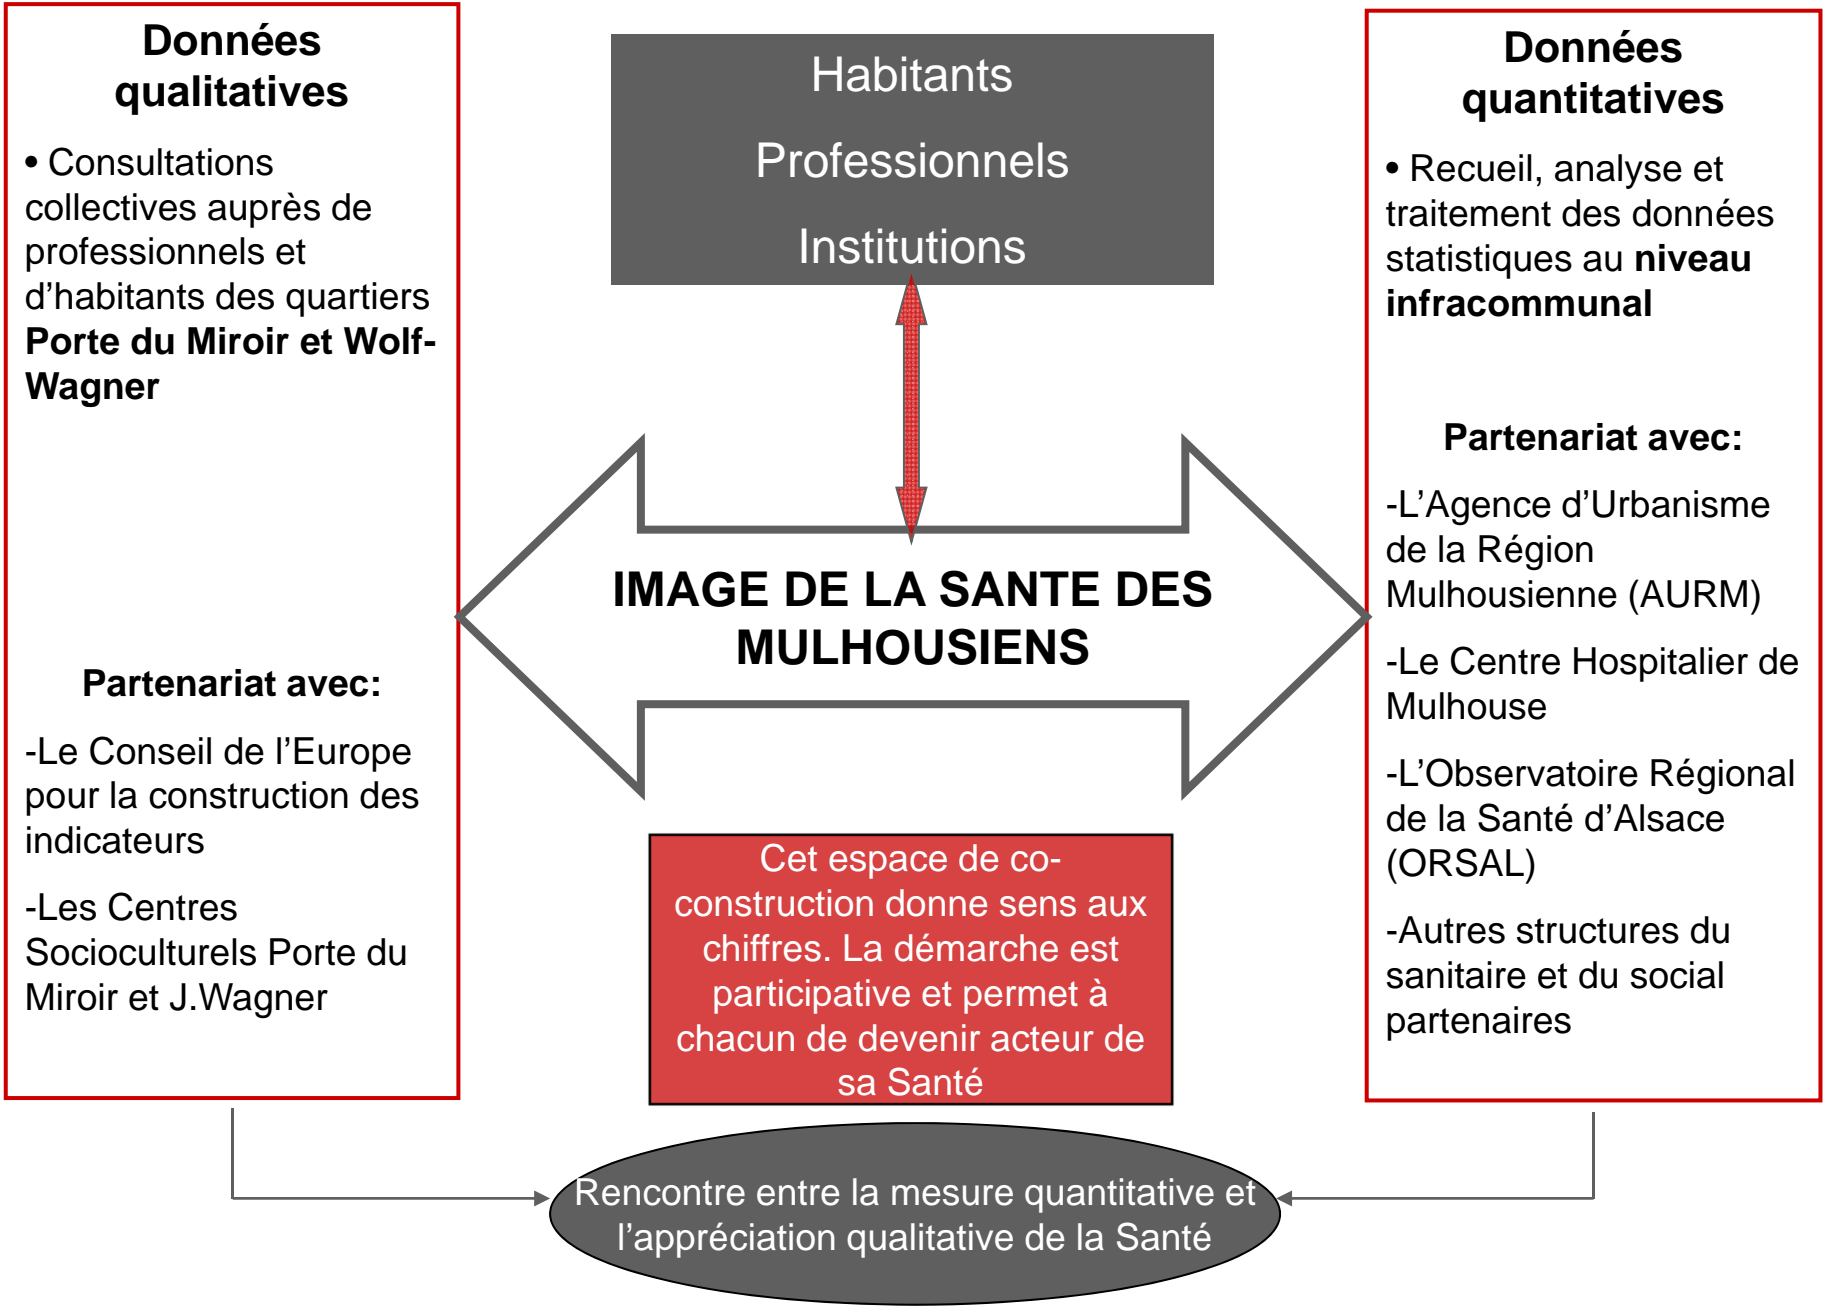 Données
qualitatives
• Consultations
collectives auprès de
professionnels et
d’habitants des quartiers
Porte du Miroir et Wolf-
Wagner
Partenariat avec:
-Le Conseil de l’Europe
pour la construction des
indicateurs
-Les Centres
Socioculturels Porte du
Miroir et J.Wagner
Habitants
Professionnels
Institutions
IMAGE DE LA SANTE DES
MULHOUSIENS
Cet espace de co-
construction donne sens aux
chiffres. La démarche est
participative et permet à
chacun de devenir acteur de
sa Santé
Données
quantitatives
• Recueil, analyse et
traitement des données
statistiques au niveau
infracommunal
Partenariat avec:
-L’Agence d’Urbanisme
de la Région
Mulhousienne (AURM)
-Le Centre Hospitalier de
Mulhouse
-L’Observatoire Régional
de la Santé d’Alsace
(ORSAL)
-Autres structures du
sanitaire et du social
partenaires
Rencontre entre la mesure quantitative et
l’appréciation qualitative de la Santé